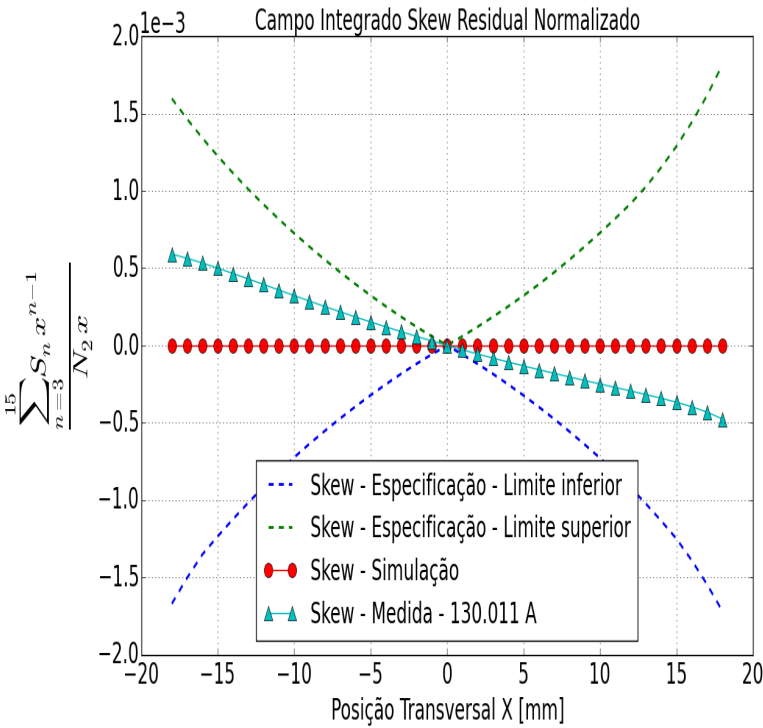 Campo Integrado Skew Residual Normalizado
1e−3
2.0
1.5
1.0
0.5
0.0
−0.5
−1.0
−1.5
−2.0
−20 −15 −10 −5 0 5 10 15 20
Posição Transversal X [mm]
15
∑ S_n x^{n−1}
n=3
N_2 x
Skew - Especificação - Limite inferior
Skew - Especificação - Limite superior
Skew - Simulação
Skew - Medida - 130.011 A